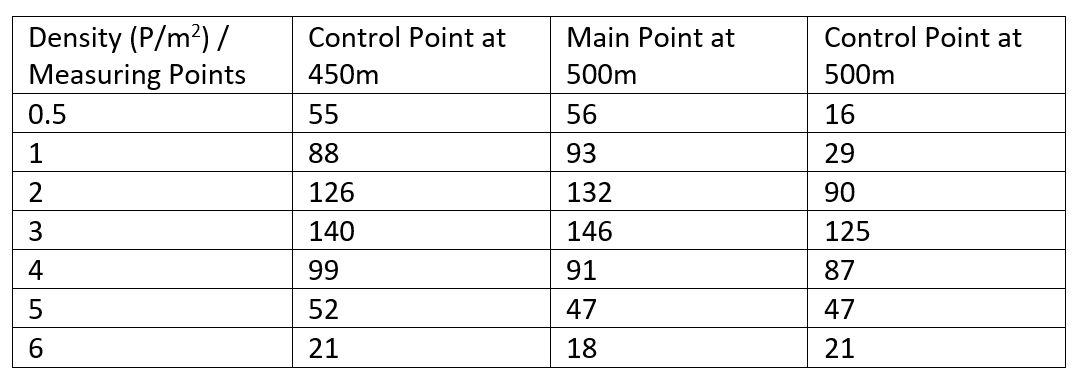 Density (P/m²) / Measuring Points | Control Point at 450m | Main Point at 500m | Control Point at 500m
0.5 | 55 | 56 | 16
1 | 88 | 93 | 29
2 | 126 | 132 | 90
3 | 140 | 146 | 125
4 | 99 | 91 | 87
5 | 52 | 47 | 47
6 | 21 | 18 | 21